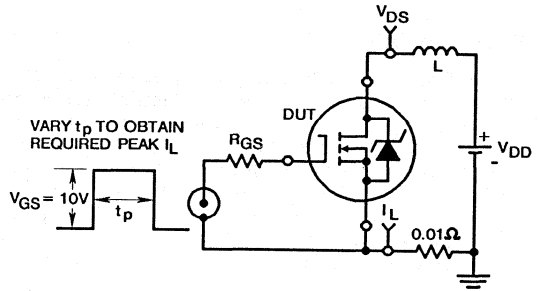 VDS
L
DUT
VARY tp TO OBTAIN
REQUIRED PEAK IL
RGS
+
VDD
-
VGS = 10V
tp
IL
0.01Ω